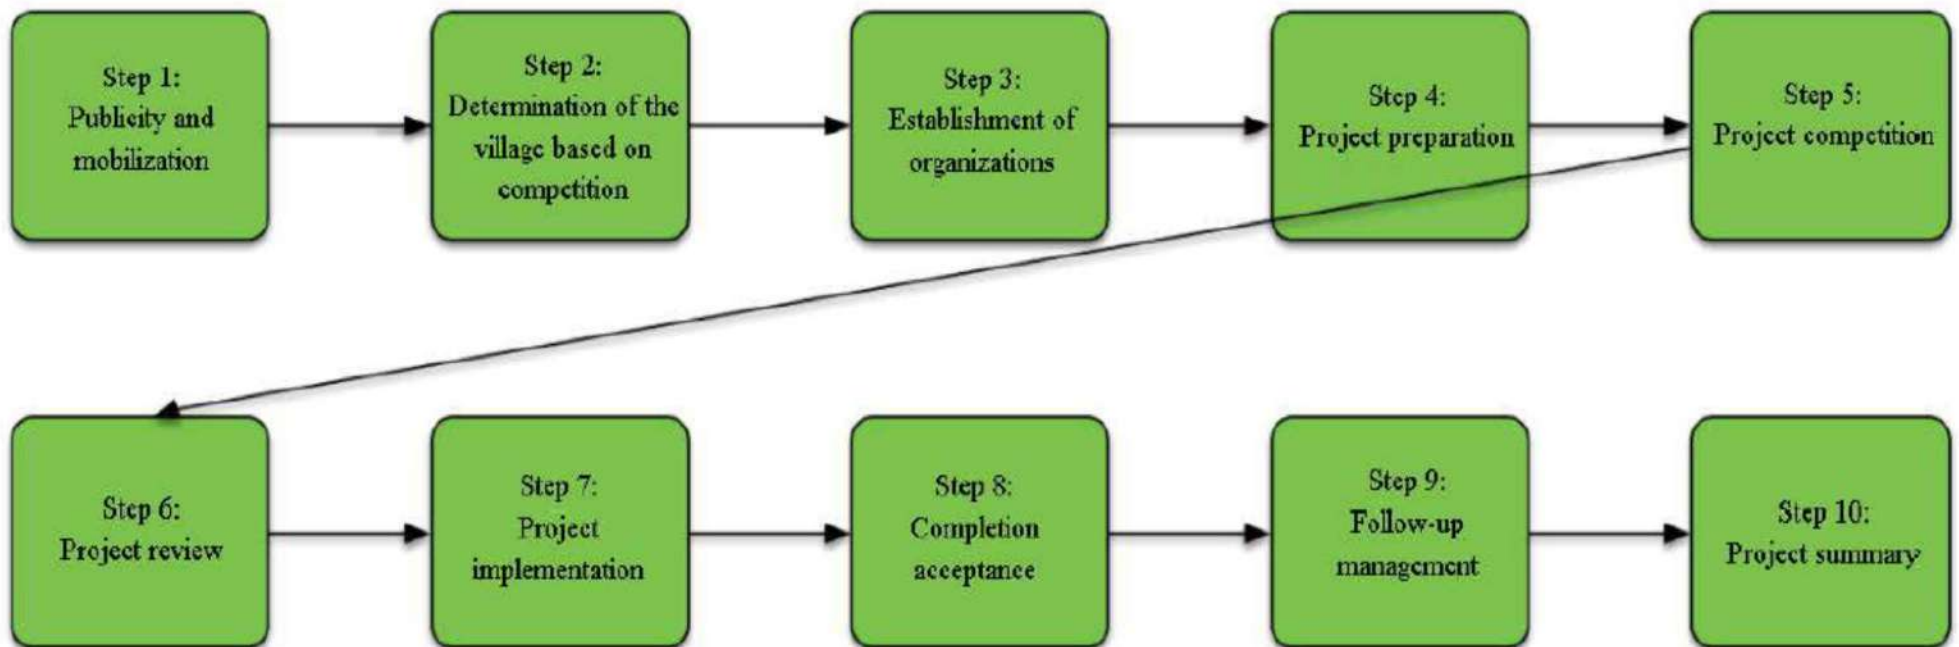 Step 1:
Publicity and
mobilization
Step 2:
Determination of the
village based on
competition
Step 3:
Establishment of
organizations
Step 4:
Project preparation
Step 5:
Project competition
Step 6:
Project review
Step 7:
Project
implementation
Step 8:
Completion
acceptance
Step 9:
Follow-up
management
Step 10:
Project summary